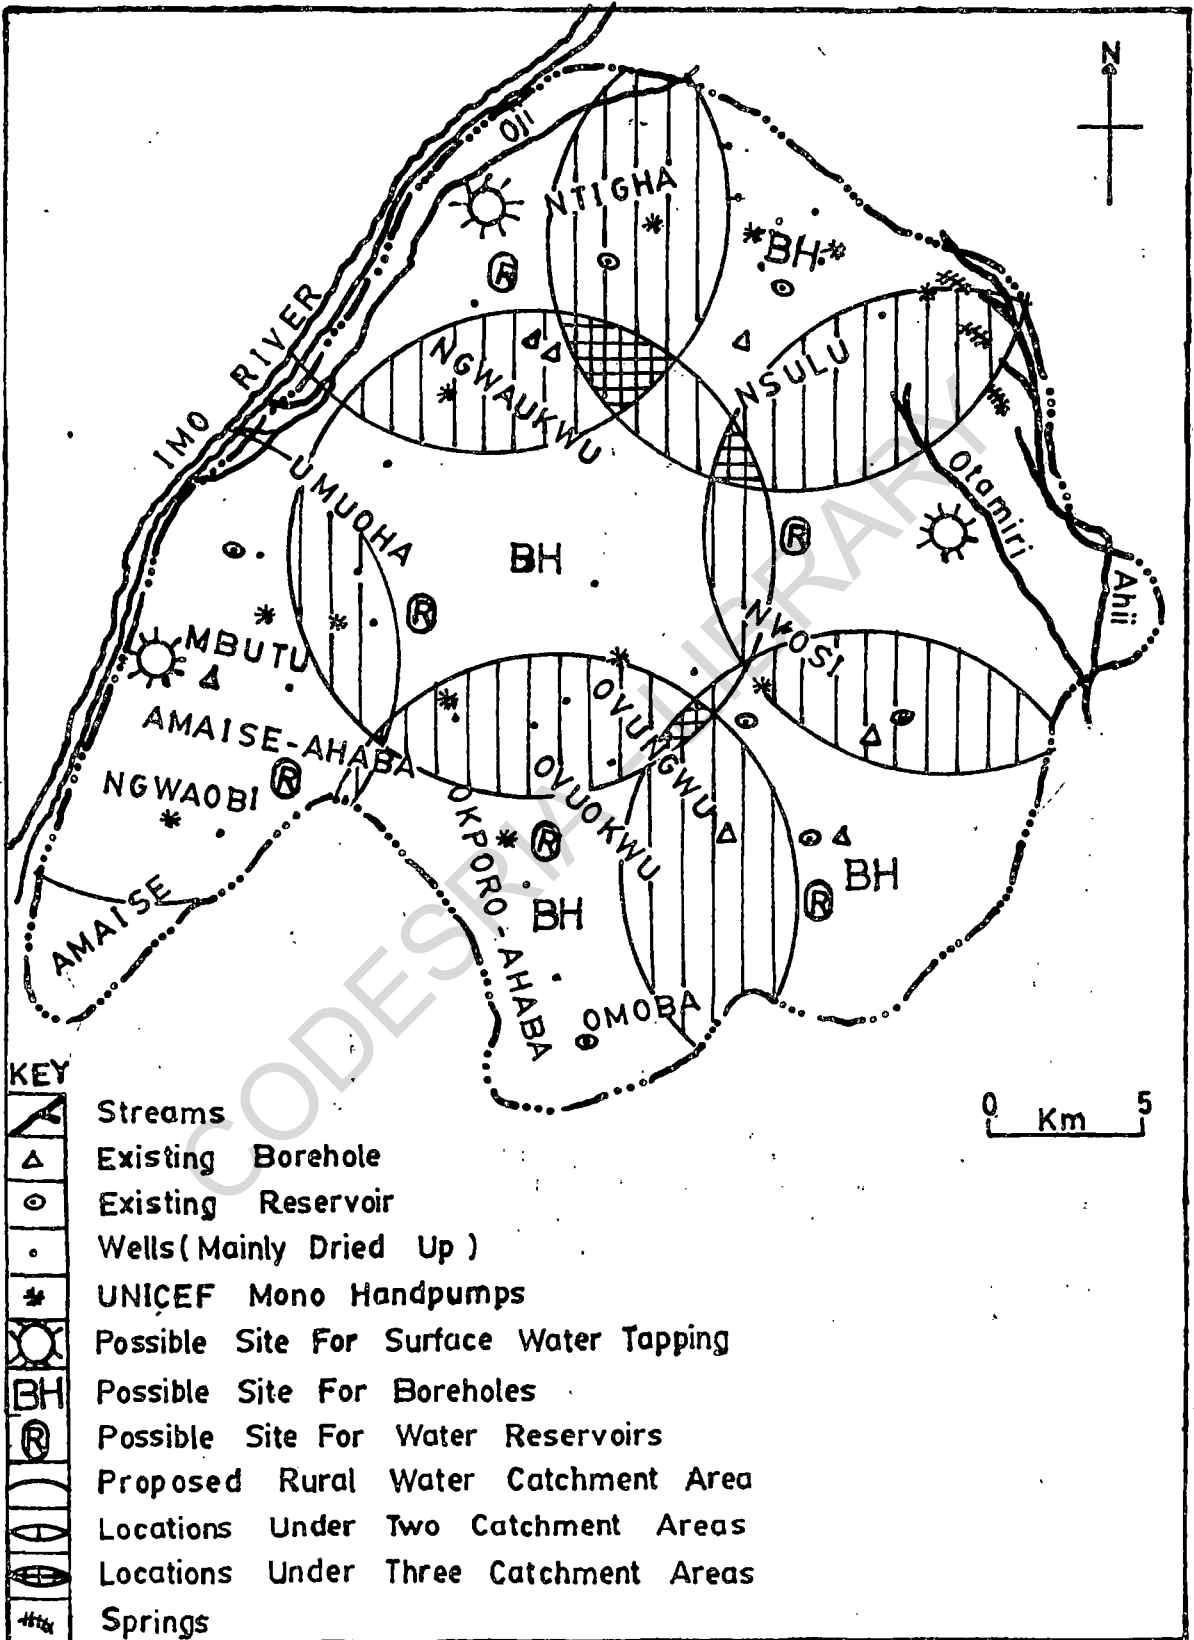 N
Oji
NTIGHA
BH
R
IMO RIVER
NGWAUKWU
NSULU
UMUOHA
Otamiri
BH
R
Ahii
R
NVOSI
MBUTU
OVUNGWU
AMAISE-AHABA
NGWAOBI
R
OVUOKWU
OKPORO-AHABA
R
BH
R
BH
AMAISE
OMOBA
CODESRIA - LIBRARY
KEY
0 Km 5
Streams
Existing Borehole
Existing Reservoir
Wells (Mainly Dried Up )
UNICEF Mono Handpumps
Possible Site For Surface Water Tapping
BH Possible Site For Boreholes
R Possible Site For Water Reservoirs
Proposed Rural Water Catchment Area
Locations Under Two Catchment Areas
Locations Under Three Catchment Areas
Springs